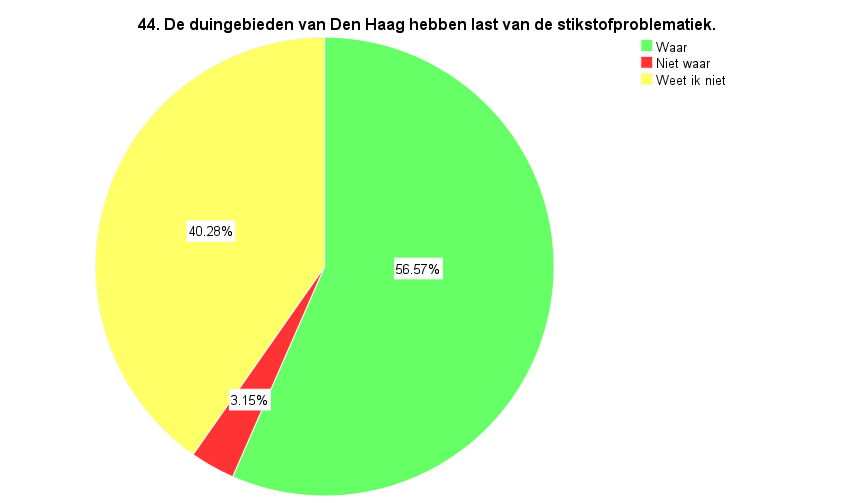 44. De duingebieden van Den Haag hebben last van de stikstofproblematiek.
Waar
Niet waar
Weet ik niet
40.28%
56.57%
3.15%